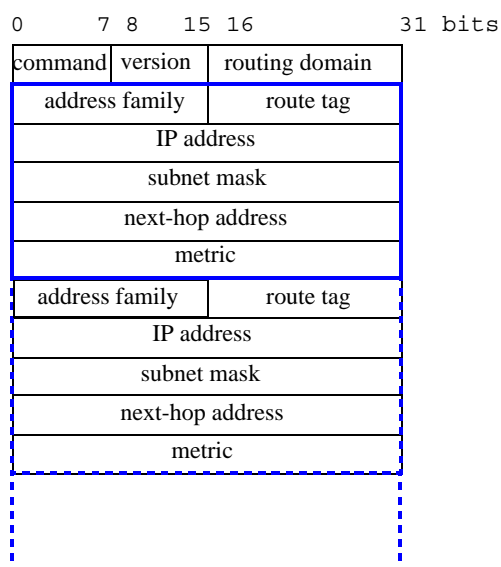 0 7 8 15 16 31 bits
command version routing domain
address family route tag
IP address
subnet mask
next-hop address
metric
address family route tag
IP address
subnet mask
next-hop address
metric